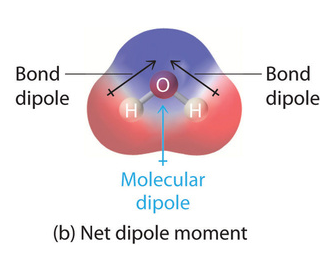 Bond
dipole
Bond
dipole
O
H
H
Molecular
dipole
(b) Net dipole moment